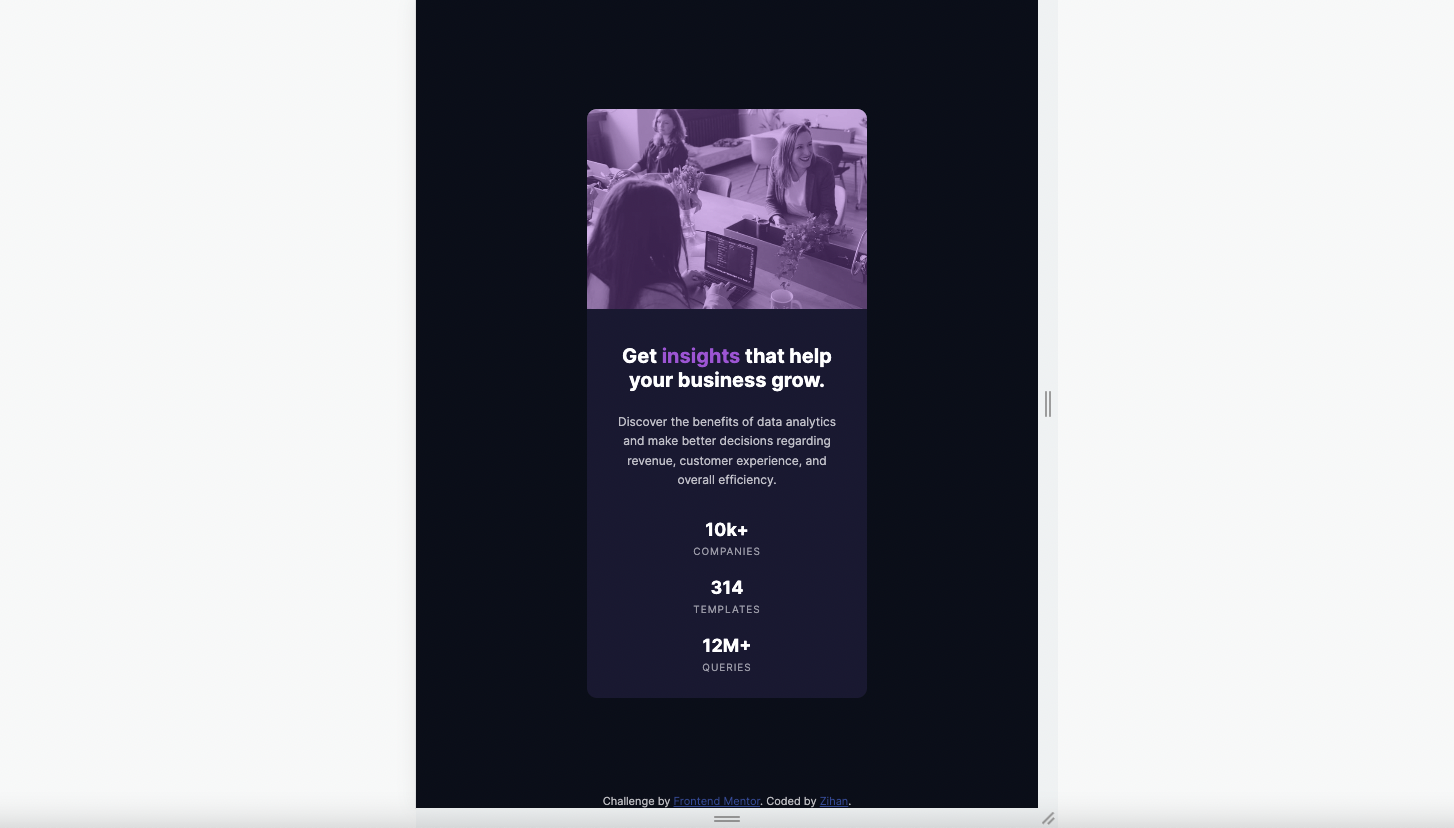 Get insights that help
your business grow.
Discover the benefits of data analytics
and make better decisions regarding
revenue, customer experience, and
overall efficiency.
10k+
COMPANIES
314
TEMPLATES
12M+
QUERIES
Challenge by Frontend Mentor. Coded by Zihan.